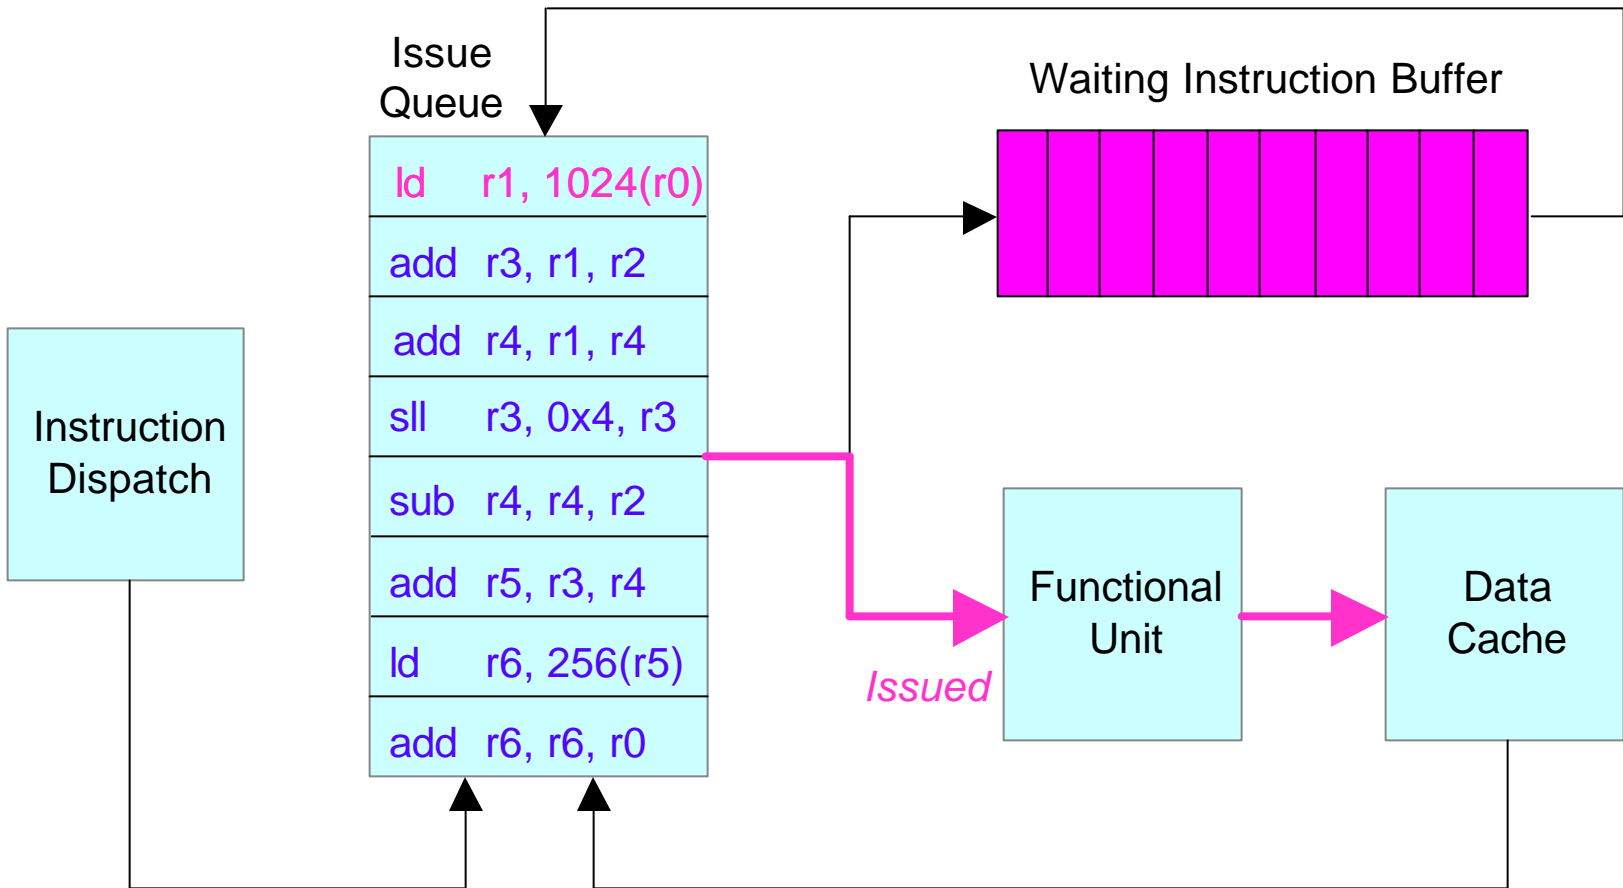 Issue
Queue
Waiting Instruction Buffer
ld r1, 1024(r0)
add r3, r1, r2
add r4, r1, r4
sll r3, 0x4, r3
sub r4, r4, r2
add r5, r3, r4
ld r6, 256(r5)
add r6, r6, r0
Instruction
Dispatch
Issued
Functional
Unit
Data
Cache